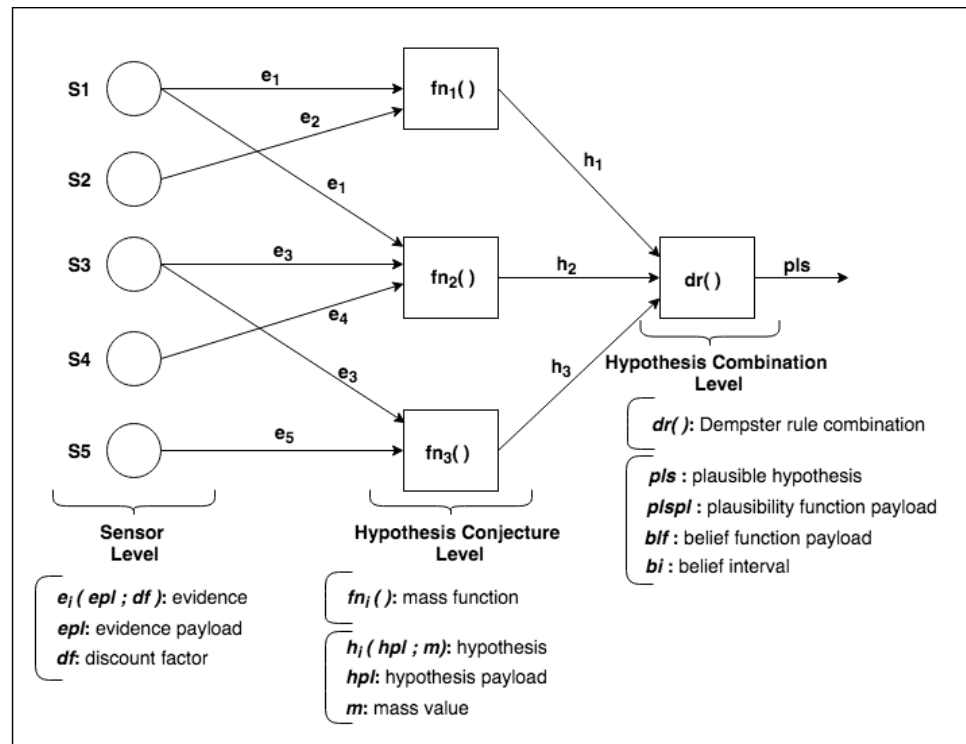 S1
S2
S3
S4
S5
e1
e2
e1
e3
e4
e3
e5
fn1( )
fn2( )
fn3( )
h1
h2
h3
dr( )
pls
Sensor
Level
ei ( epl ; df ): evidence
epl: evidence payload
df: discount factor
Hypothesis Conjecture
Level
fni ( ): mass function
hi ( hpl ; m): hypothesis
hpl: hypothesis payload
m: mass value
Hypothesis Combination
Level
dr( ): Dempster rule combination
pls : plausible hypothesis
plspl : plausibility function payload
blf : belief function payload
bi : belief interval